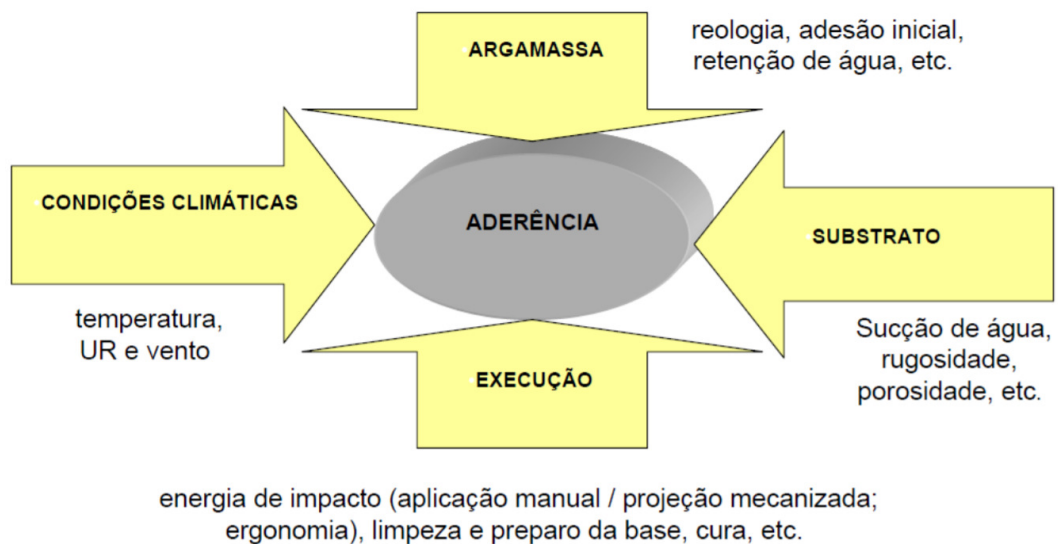 ARGAMASSA
reologia, adesão inicial,
retenção de água, etc.
CONDIÇÕES CLIMÁTICAS
temperatura,
UR e vento
ADERÊNCIA
SUBSTRATO
Sucção de água,
rugosidade,
porosidade, etc.
EXECUÇÃO
energia de impacto (aplicação manual / projeção mecanizada;
ergonomia), limpeza e preparo da base, cura, etc.